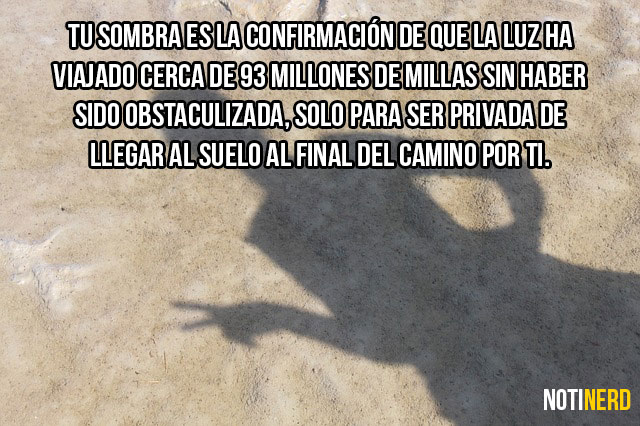 TU SOMBRA ES LA CONFIRMACIÓN DE QUE LA LUZ HA
VIAJADO CERCA DE 93 MILLONES DE MILLAS SIN HABER
SIDO OBSTACULIZADA, SOLO PARA SER PRIVADA DE
LLEGAR AL SUELO AL FINAL DEL CAMINO POR TI.
NOTINERD